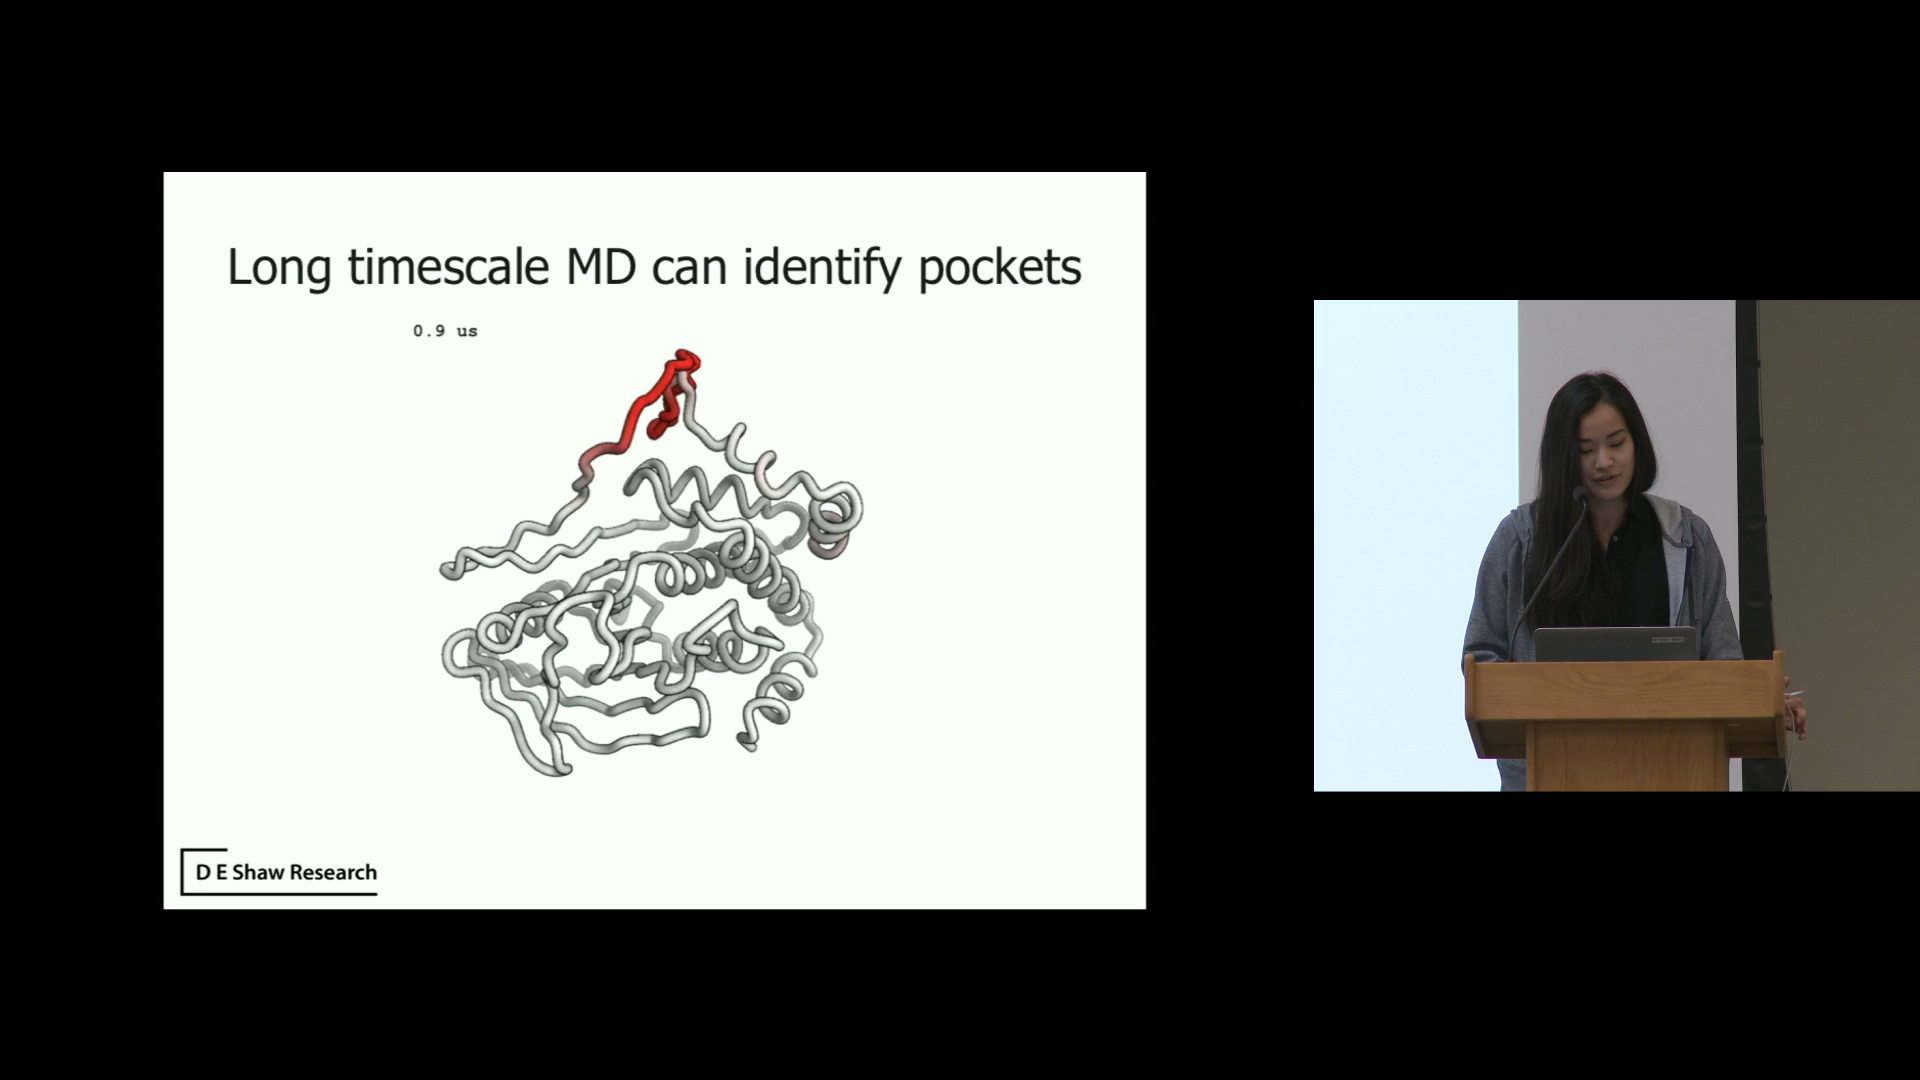 Long timescale MD can identify pockets
0.9 us
D E Shaw Research